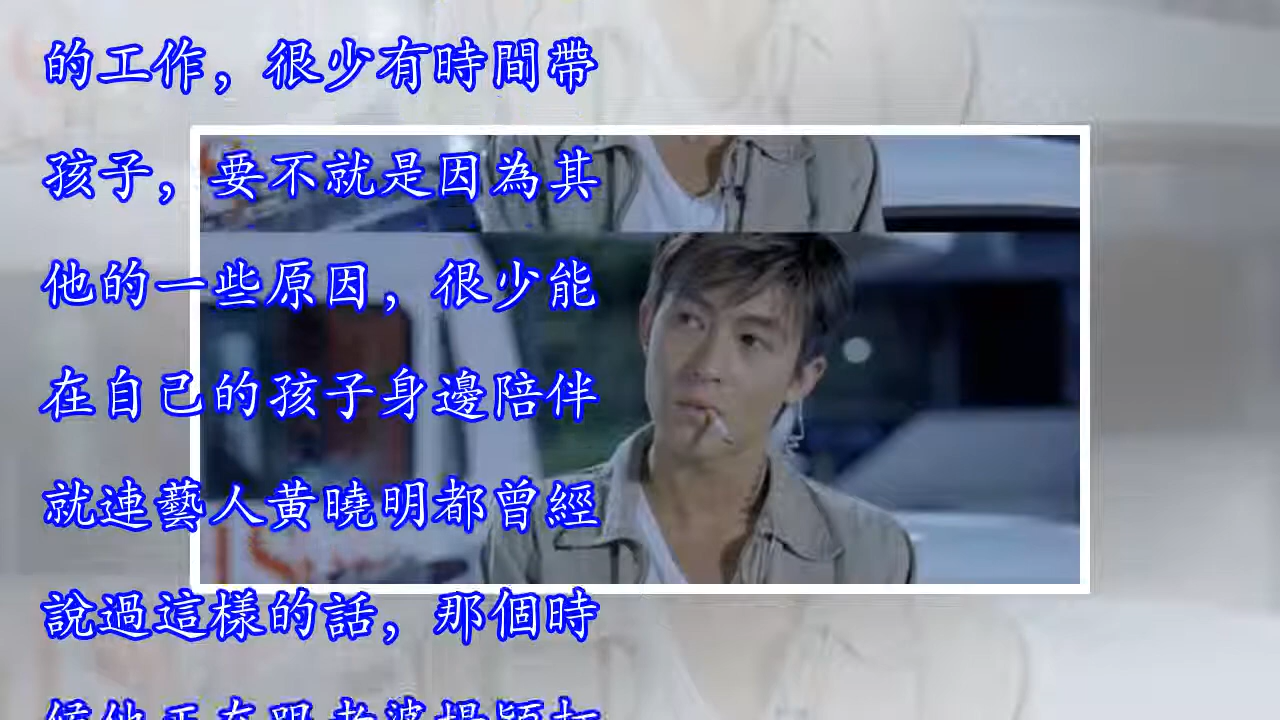 的工作，很少有時間帶
孩子，要不就是因為其
他的一些原因，很少能
在自己的孩子身邊陪伴
就連藝人黃曉明都曾經
說過這樣的話，那個時